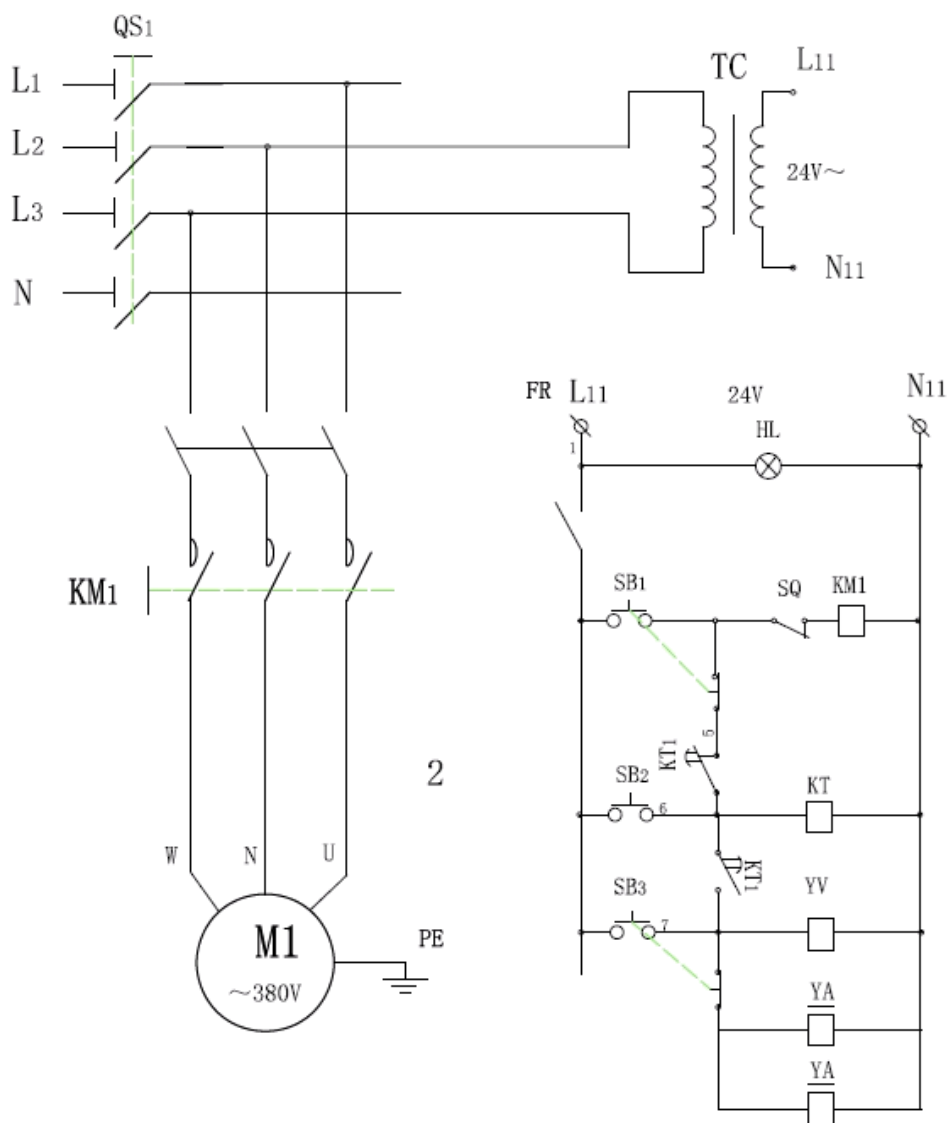 QS1
L1
L2
L3
N
TC
L11
24V～
N11
FR
L11
24V
N11
1
HL
KM1
SB1
SQ
KM1
5
KT1
2
SB2
6
KT
KT1
W
N
U
SB3
7
YV
M1
～380V
PE
YA
YA